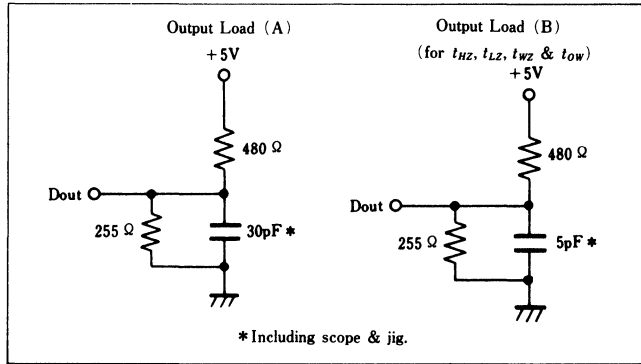 Output Load (A)
+5V
480 Ω
Dout
255 Ω
30pF *
Output Load (B)
(for tHZ, tLZ, tWZ & tOW)
+5V
480 Ω
Dout
255 Ω
5pF *
* Including scope & jig.